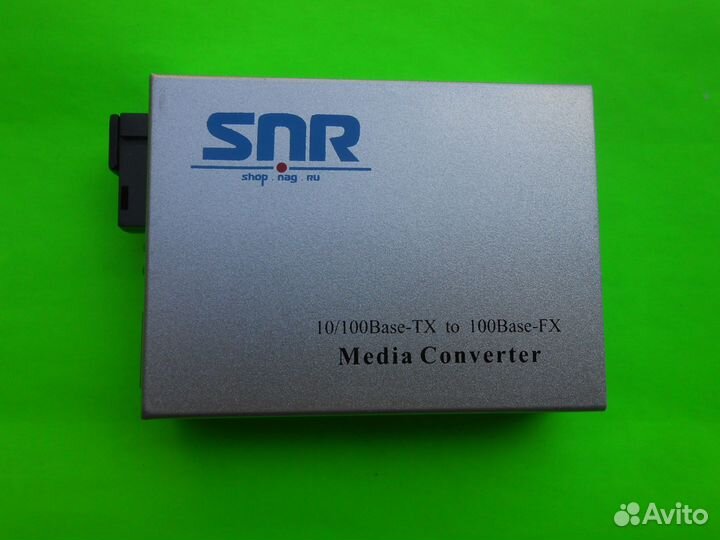 SNR
shop.nag.ru
10/100Base-TX to 100Base-FX
Media Converter
Avito